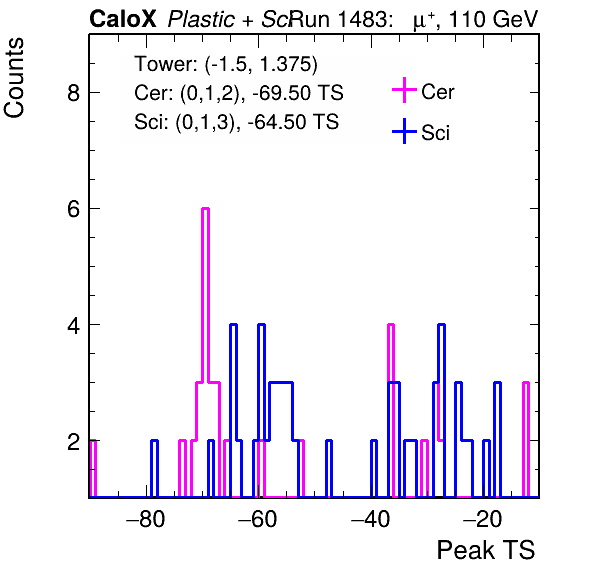 CaloX Plastic + Sci Run 1483: μ+, 110 GeV
Counts
Tower: (-1.5, 1.375)
Cer: (0,1,2), -69.50 TS
Sci: (0,1,3), -64.50 TS
Cer
Sci
8
6
4
2
−80 −60 −40 −20
Peak TS